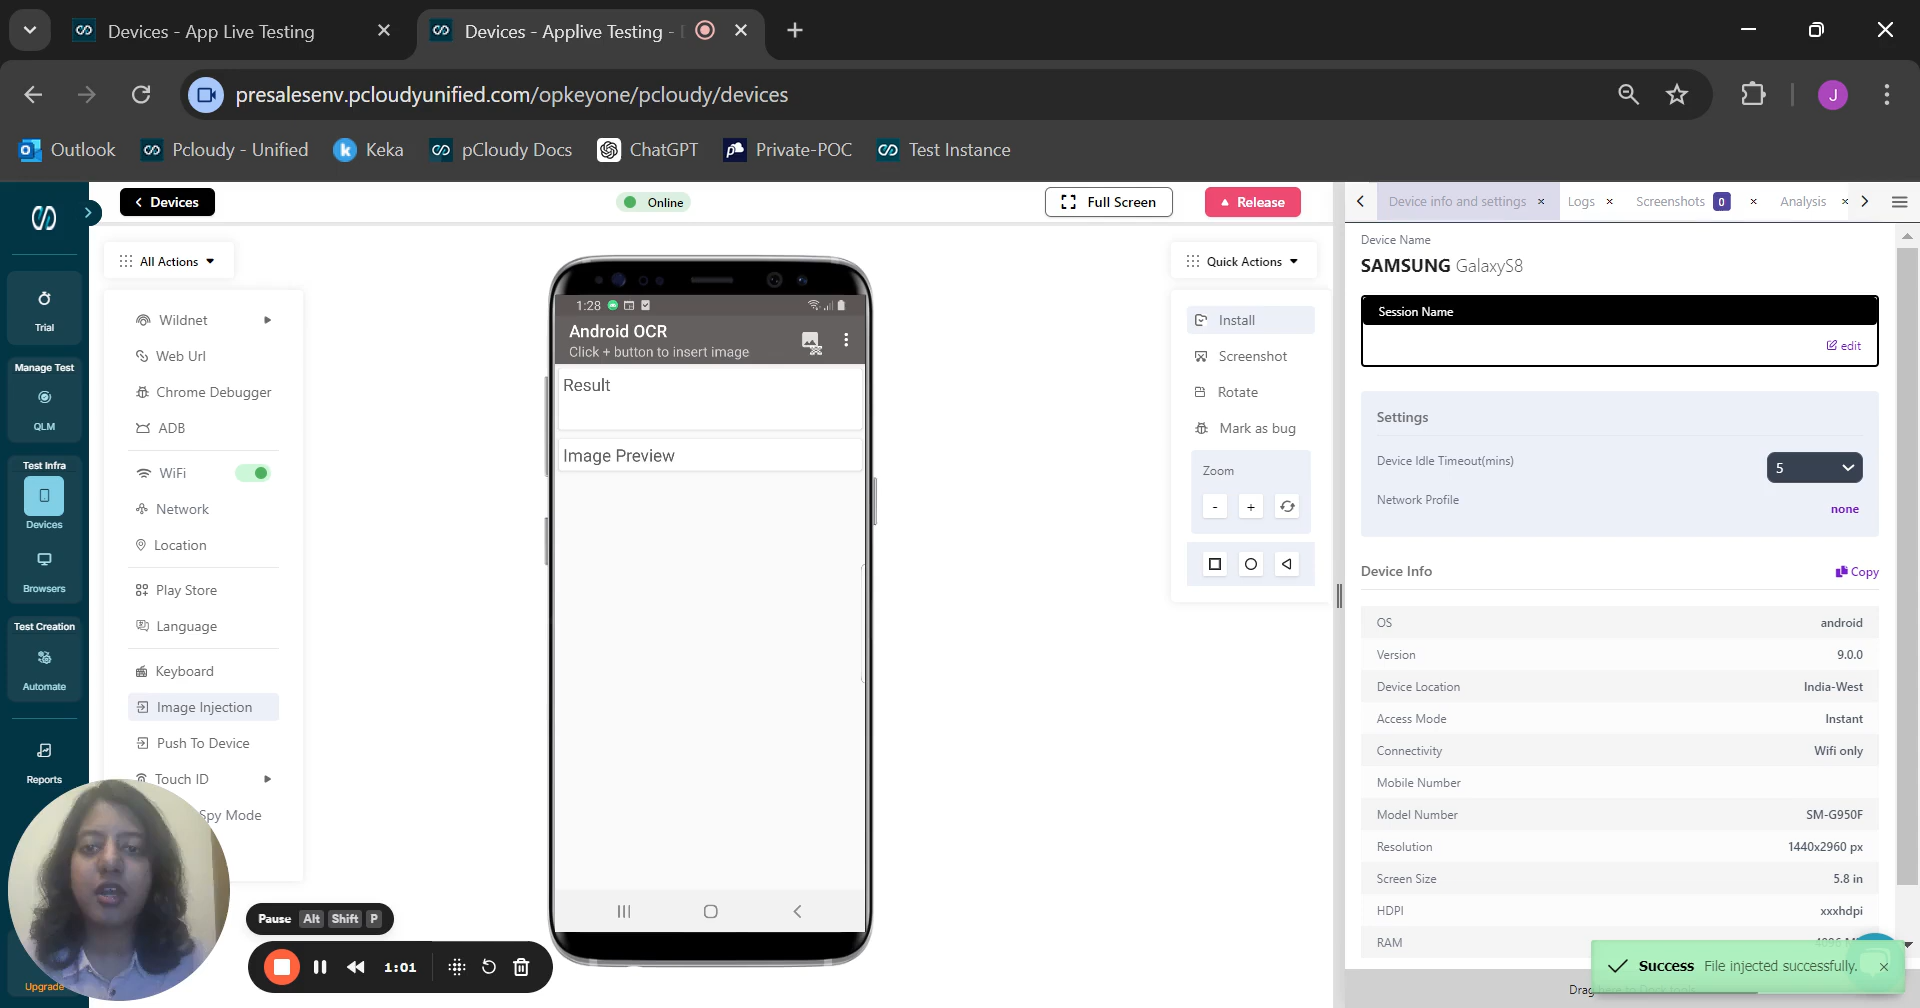 Devices - App Live Testing
Devices - Applive Testing -
presalesenv.pcloudyunified.com/opkeyone/pcloudy/devices
J
Outlook
Pcloudy - Unified
Keka
pCloudy Docs
ChatGPT
Private-POC
Test Instance
Trial
Manage Test
QLM
Test Infra
Devices
Browsers
Test Creation
Automate
Reports
Upgrade
Devices
Online
Full Screen
Release
All Actions
Wildnet
Web Url
Chrome Debugger
ADB
WiFi
Network
Location
Play Store
Language
Keyboard
Image Injection
Push To Device
Touch ID
Spy Mode
Pause Alt Shift P
1:01
1:28
Android OCR
Click + button to insert image
Result
Image Preview
Quick Actions
Install
Screenshot
Rotate
Mark as bug
Zoom
- +
Device info and settings
Logs
Screenshots 0
Analysis
Device Name
SAMSUNG GalaxyS8
Session Name
edit
Settings
Device Idle Timeout(mins) 5
Network Profile none
Device Info Copy
OS android
Version 9.0.0
Device Location India-West
Access Mode Instant
Connectivity Wifi only
Mobile Number
Model Number SM-G950F
Resolution 1440x2960 px
Screen Size 5.8 in
HDPI xxxhdpi
RAM
Success File injected successfully.